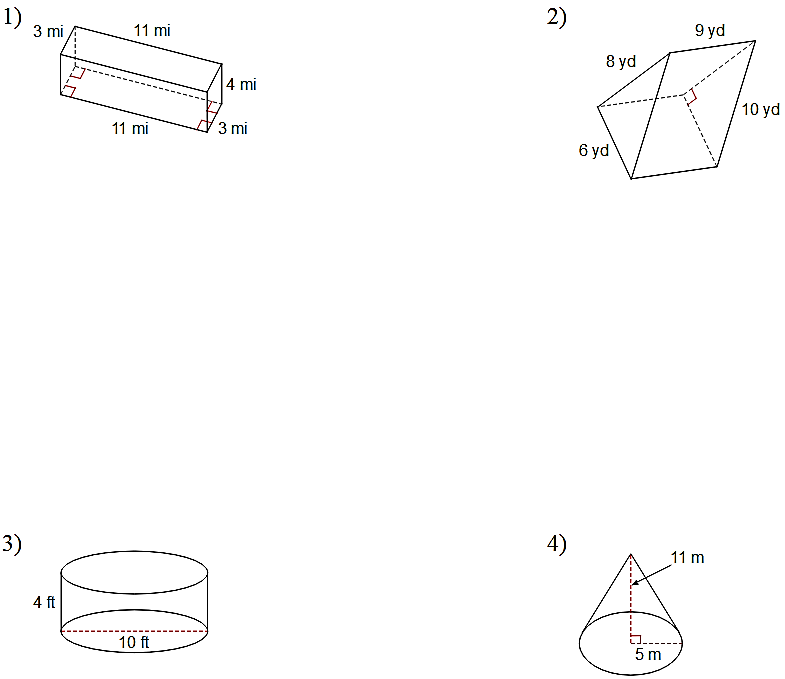 1)
3 mi
11 mi
4 mi
11 mi
3 mi
2)
9 yd
8 yd
10 yd
6 yd
3)
4 ft
10 ft
4)
11 m
5 m